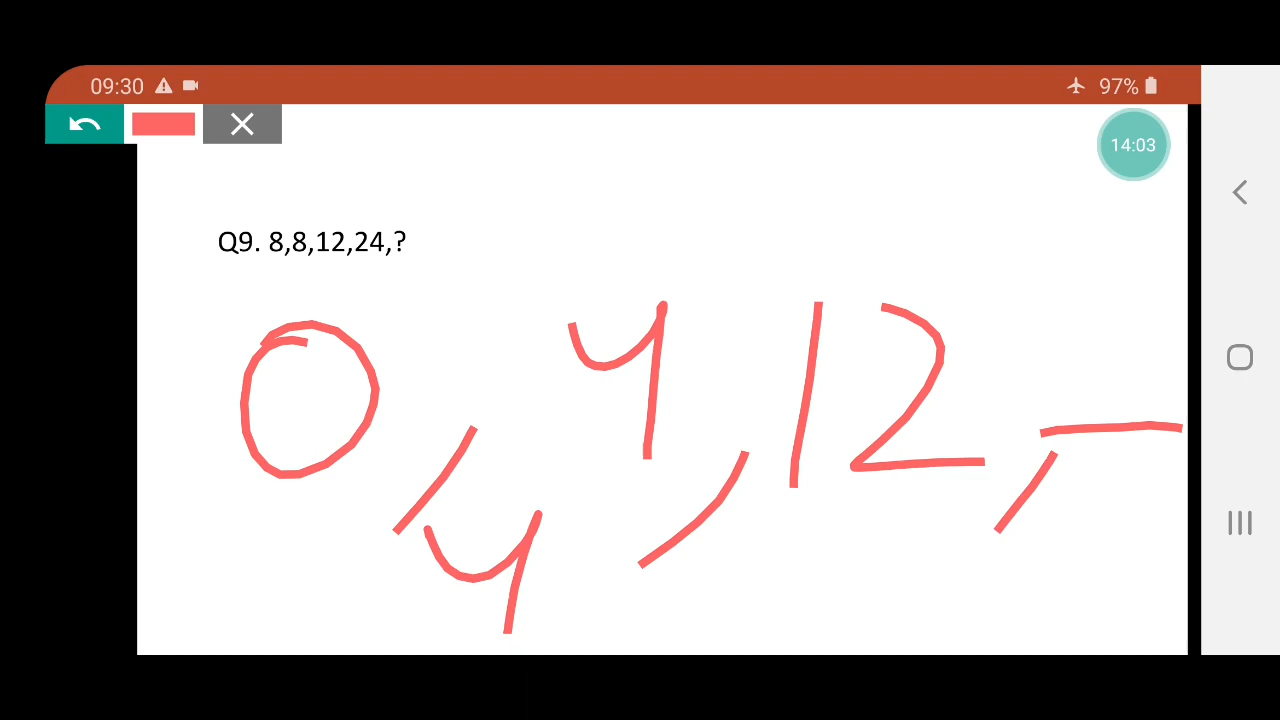 09:30 97%
14:03
Q9. 8,8,12,24,?
0, 4, 12, —
4